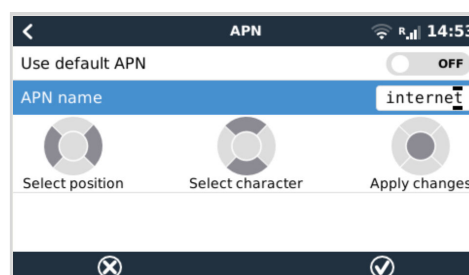 APN R 14:53
Use default APN OFF
APN name internet
Select position Select character Apply changes